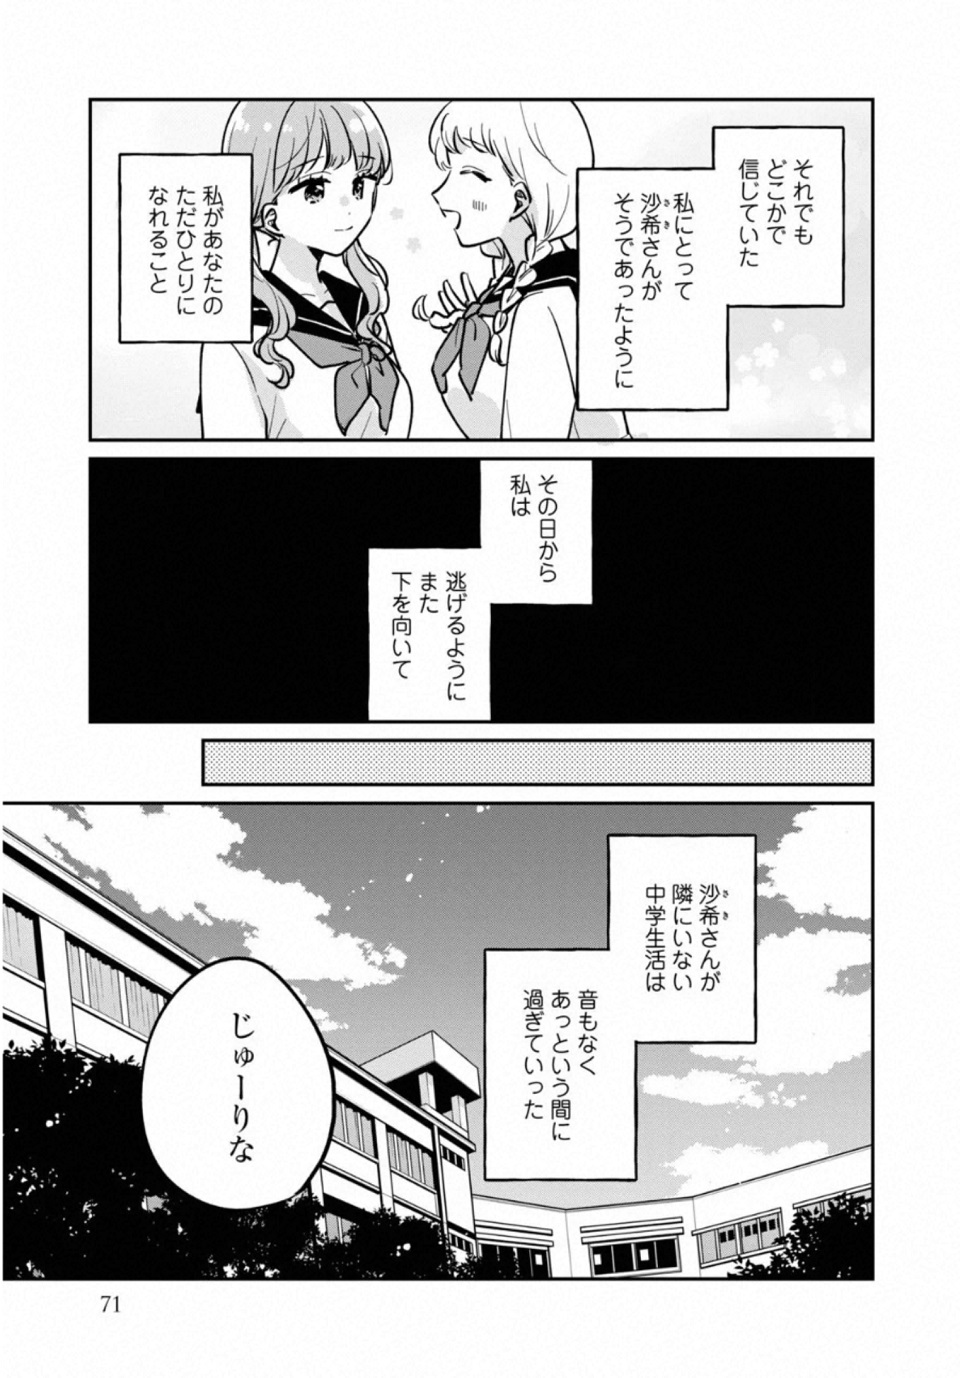 それでも
どこかで
信じていた
私にとって
沙希さんが
そうであったように
私があなたの
ただひとりに
なれること
その日から
私は
逃げるように
また
下を向いて
沙希さんが
隣にいない
中学生活は
音もなく
あっという間に
過ぎていった
じゅーりな
71